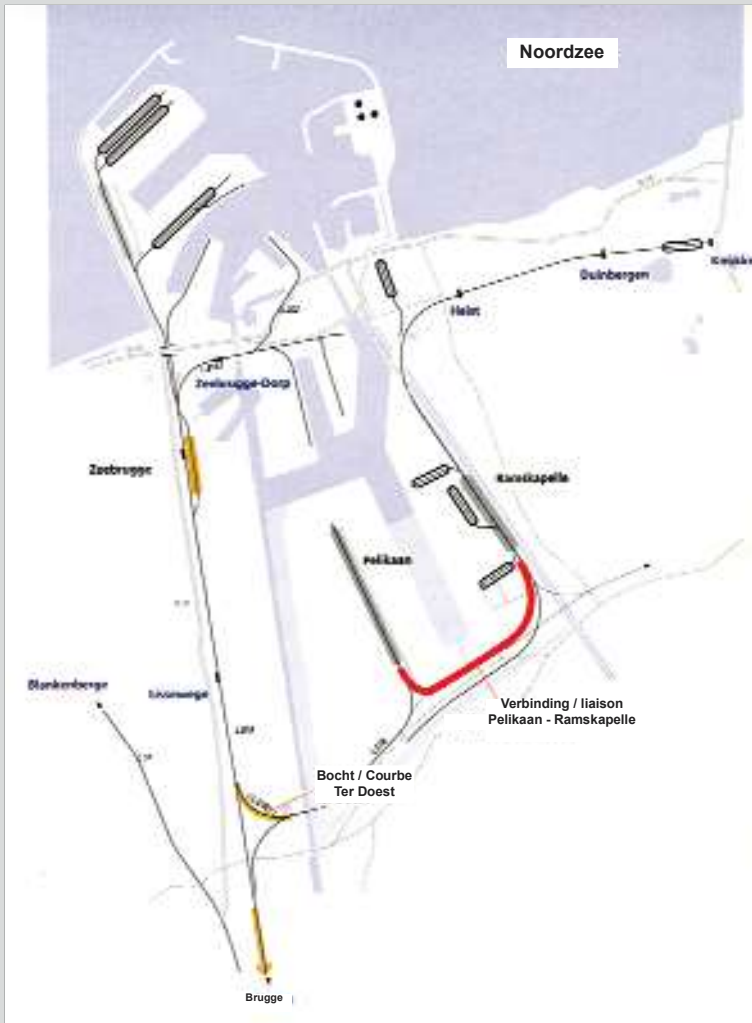 Noordzee
Duinbergen
Heist
Zeebrugge-Dorp
Zeebrugge
Ramskapelle
Pelikaan
Blankenberge
Lissewege
Verbinding / liaison
Pelikaan - Ramskapelle
Bocht / Courbe
Ter Doest
Brugge